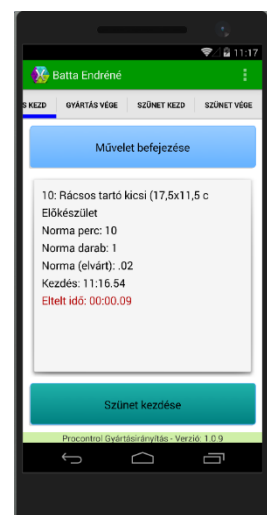 11:17
Batta Endréné
S KEZD GYÁRTÁS VÉGE SZÜNET KEZD SZÜNET VÉGE
Művelet befejezése
10: Rácsos tartó kicsi (17,5x11,5 c
Előkészület
Norma perc: 10
Norma darab: 1
Norma (elvárt): .02
Kezdés: 11:16.54
Eltelt idő: 00:00.09
Szünet kezdése
Procontrol Gyártásirányítás - Verzió: 1.0.9